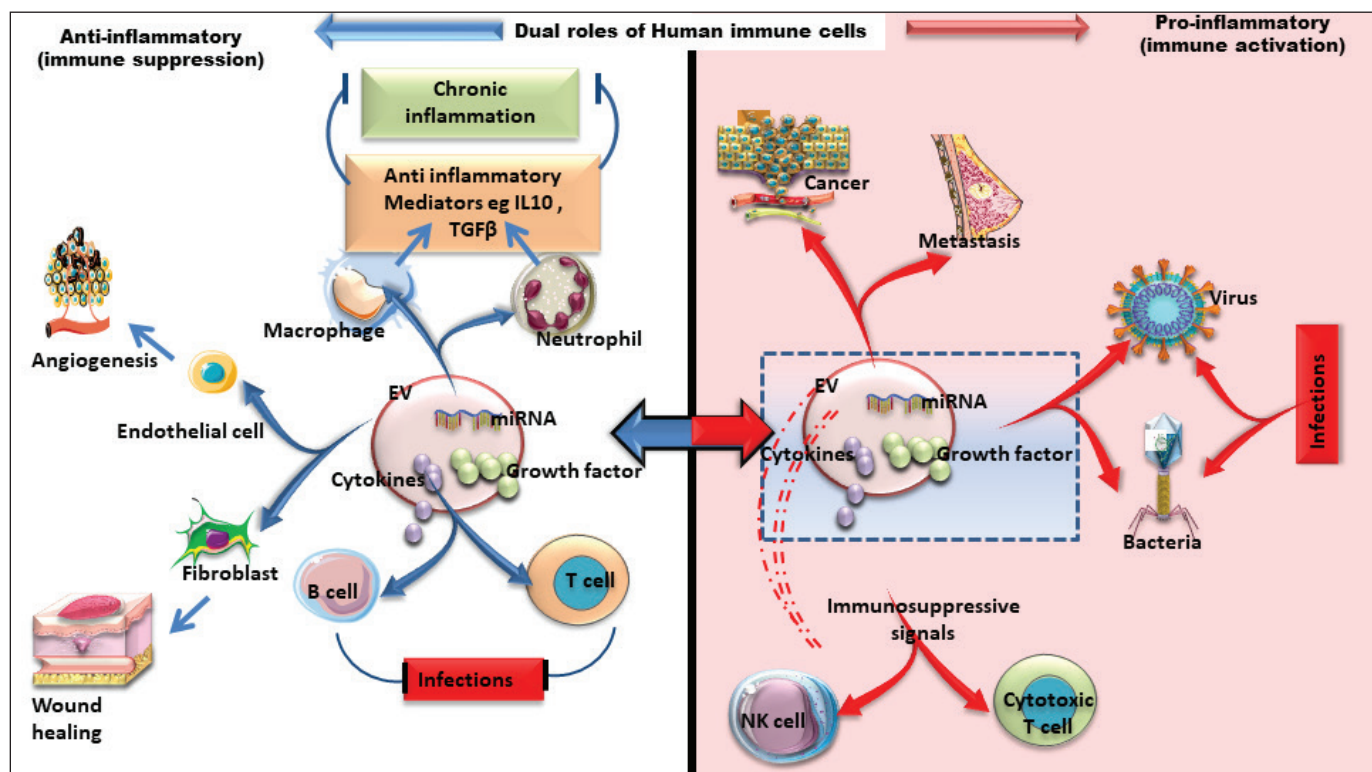 Anti-inflammatory
(immune suppression)
Dual roles of Human immune cells
Pro-inflammatory
(immune activation)
Chronic
inflammation
Anti inflammatory
Mediators eg IL10 ,
TGFβ
Macrophage
Neutrophil
Angiogenesis
Endothelial cell
EV
miRNA
Cytokines
Growth factor
Fibroblast
B cell
T cell
Infections
Wound
healing
Cancer
Metastasis
Virus
Infections
EV
miRNA
Cytokines
Growth factor
Bacteria
Immunosuppressive
signals
NK cell
Cytotoxic
T cell